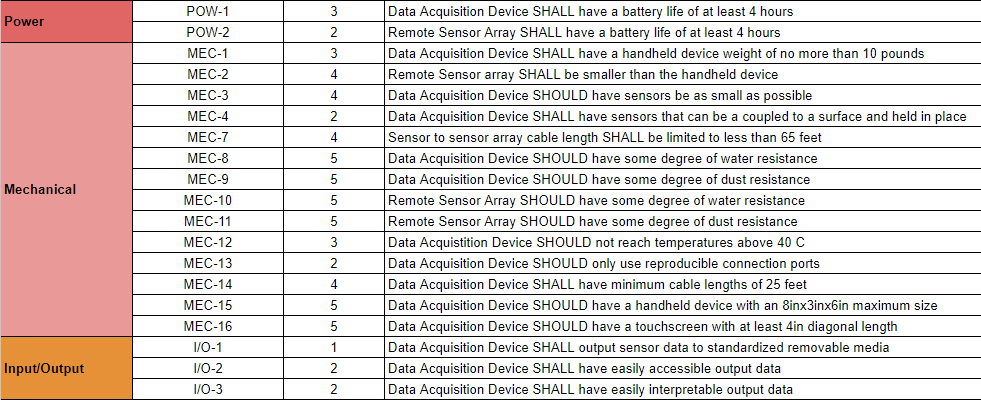 Power
POW-1 3 Data Acquisition Device SHALL have a battery life of at least 4 hours
POW-2 2 Remote Sensor Array SHALL have a battery life of at least 4 hours
Mechanical
MEC-1 3 Data Acquisition Device SHALL have a handheld device weight of no more than 10 pounds
MEC-2 4 Remote Sensor array SHALL be smaller than the handheld device
MEC-3 4 Data Acquisition Device SHOULD have sensors be as small as possible
MEC-4 2 Data Acquisition Device SHALL have sensors that can be a coupled to a surface and held in place
MEC-7 4 Sensor to sensor array cable length SHALL be limited to less than 65 feet
MEC-8 5 Data Acquisition Device SHOULD have some degree of water resistance
MEC-9 5 Data Acquisition Device SHOULD have some degree of dust resistance
MEC-10 5 Remote Sensor Array SHOULD have some degree of water resistance
MEC-11 5 Remote Sensor Array SHOULD have some degree of dust resistance
MEC-12 3 Data Acquistition Device SHOULD not reach temperatures above 40 C
MEC-13 2 Data Acquisition Device SHOULD only use reproducible connection ports
MEC-14 4 Data Acquisition Device SHALL have minimum cable lengths of 25 feet
MEC-15 5 Data Acquisition Device SHOULD have a handheld device with an 8inx3inx6in maximum size
MEC-16 5 Data Acquisition Device SHOULD have a touchscreen with at least 4in diagonal length
Input/Output
I/O-1 1 Data Acquisition Device SHALL output sensor data to standardized removable media
I/O-2 2 Data Acquisition Device SHALL have easily accessible output data
I/O-3 2 Data Acquisition Device SHALL have easily interpretable output data